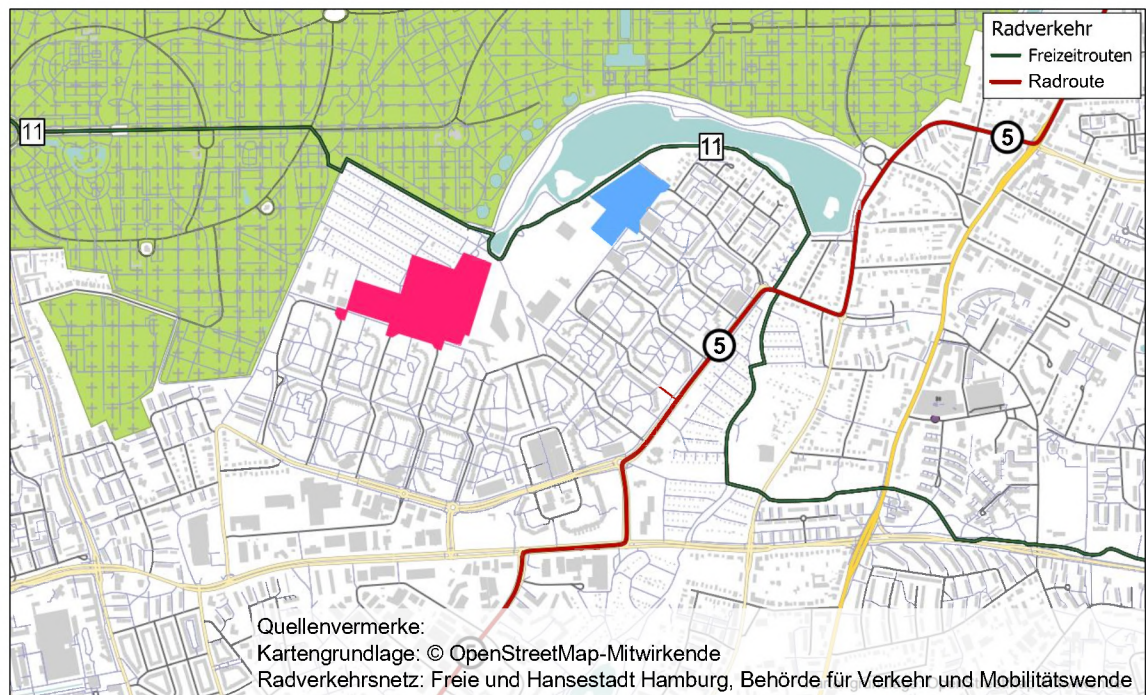 Radverkehr
Freizeitrouten
Radroute
11
11
5
5
Quellenvermerke:
Kartengrundlage: © OpenStreetMap-Mitwirkende
Radverkehrsnetz: Freie und Hansestadt Hamburg, Behörde für Verkehr und Mobilitätswende